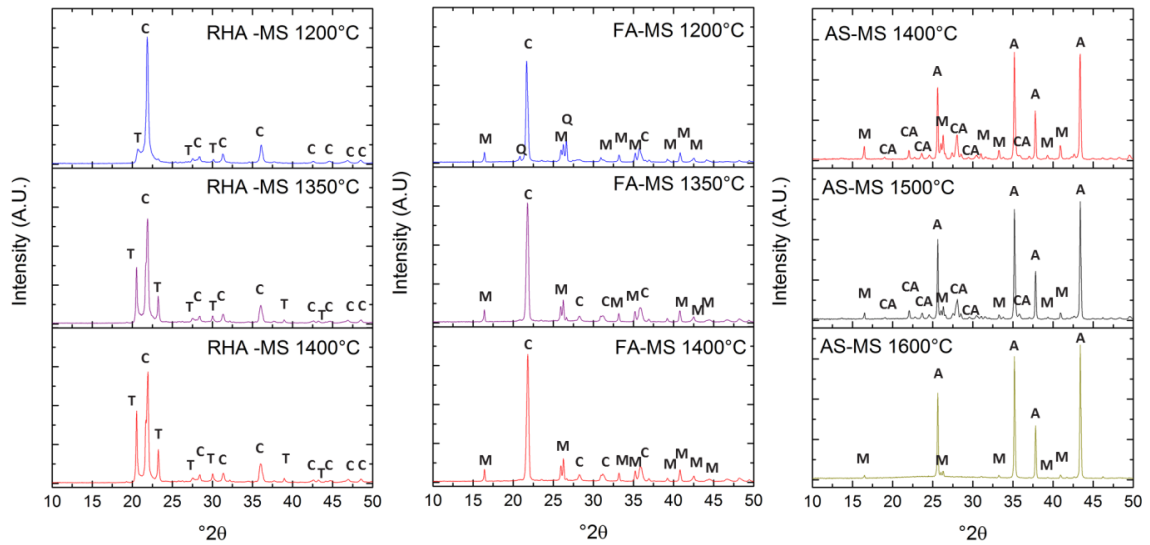 Intensity (A.U.)
RHA -MS 1200°C
C
T
T C T C C C C C C
RHA -MS 1350°C
C
T
T
T C T C C T C T C C C
RHA -MS 1400°C
C
T
T
T C T C C T C T C C C
10 15 20 25 30 35 40 45 50
°2θ
Intensity (A.U)
FA-MS 1200°C
C
Q
M Q M M M M C M M
FA-MS 1350°C
C
M M C C M M C M M M
FA-MS 1400°C
C
M M C C M M C M M M M
10 15 20 25 30 35 40 45 50
°2θ
Intensity (A.U.)
AS-MS 1400°C
A
A
A
A
M CA CA CA M CA CA M M CA M M
AS-MS 1500°C
A
A
A
A
M CA CA CA M CA CA M CA M M
AS-MS 1600°C
A
A
A
A
M M M M M
10 15 20 25 30 35 40 45 50
°2θ